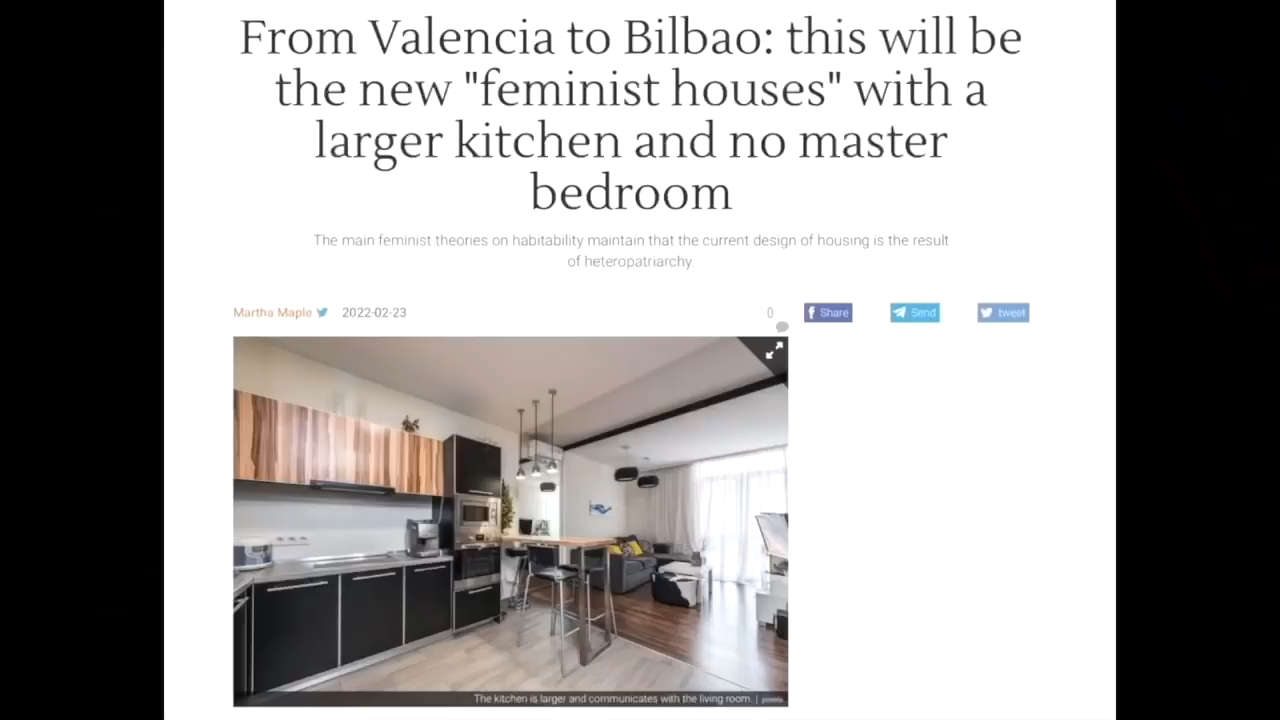 From Valencia to Bilbao: this will be
the new "feminist houses" with a
larger kitchen and no master
bedroom
The main feminist theories on habitability maintain that the current design of housing is the result
of heteropatriarchy.
Martha Maple 2022-02-23 0 Share Send tweet
The kitchen is larger and communicates with the living room. | pexels